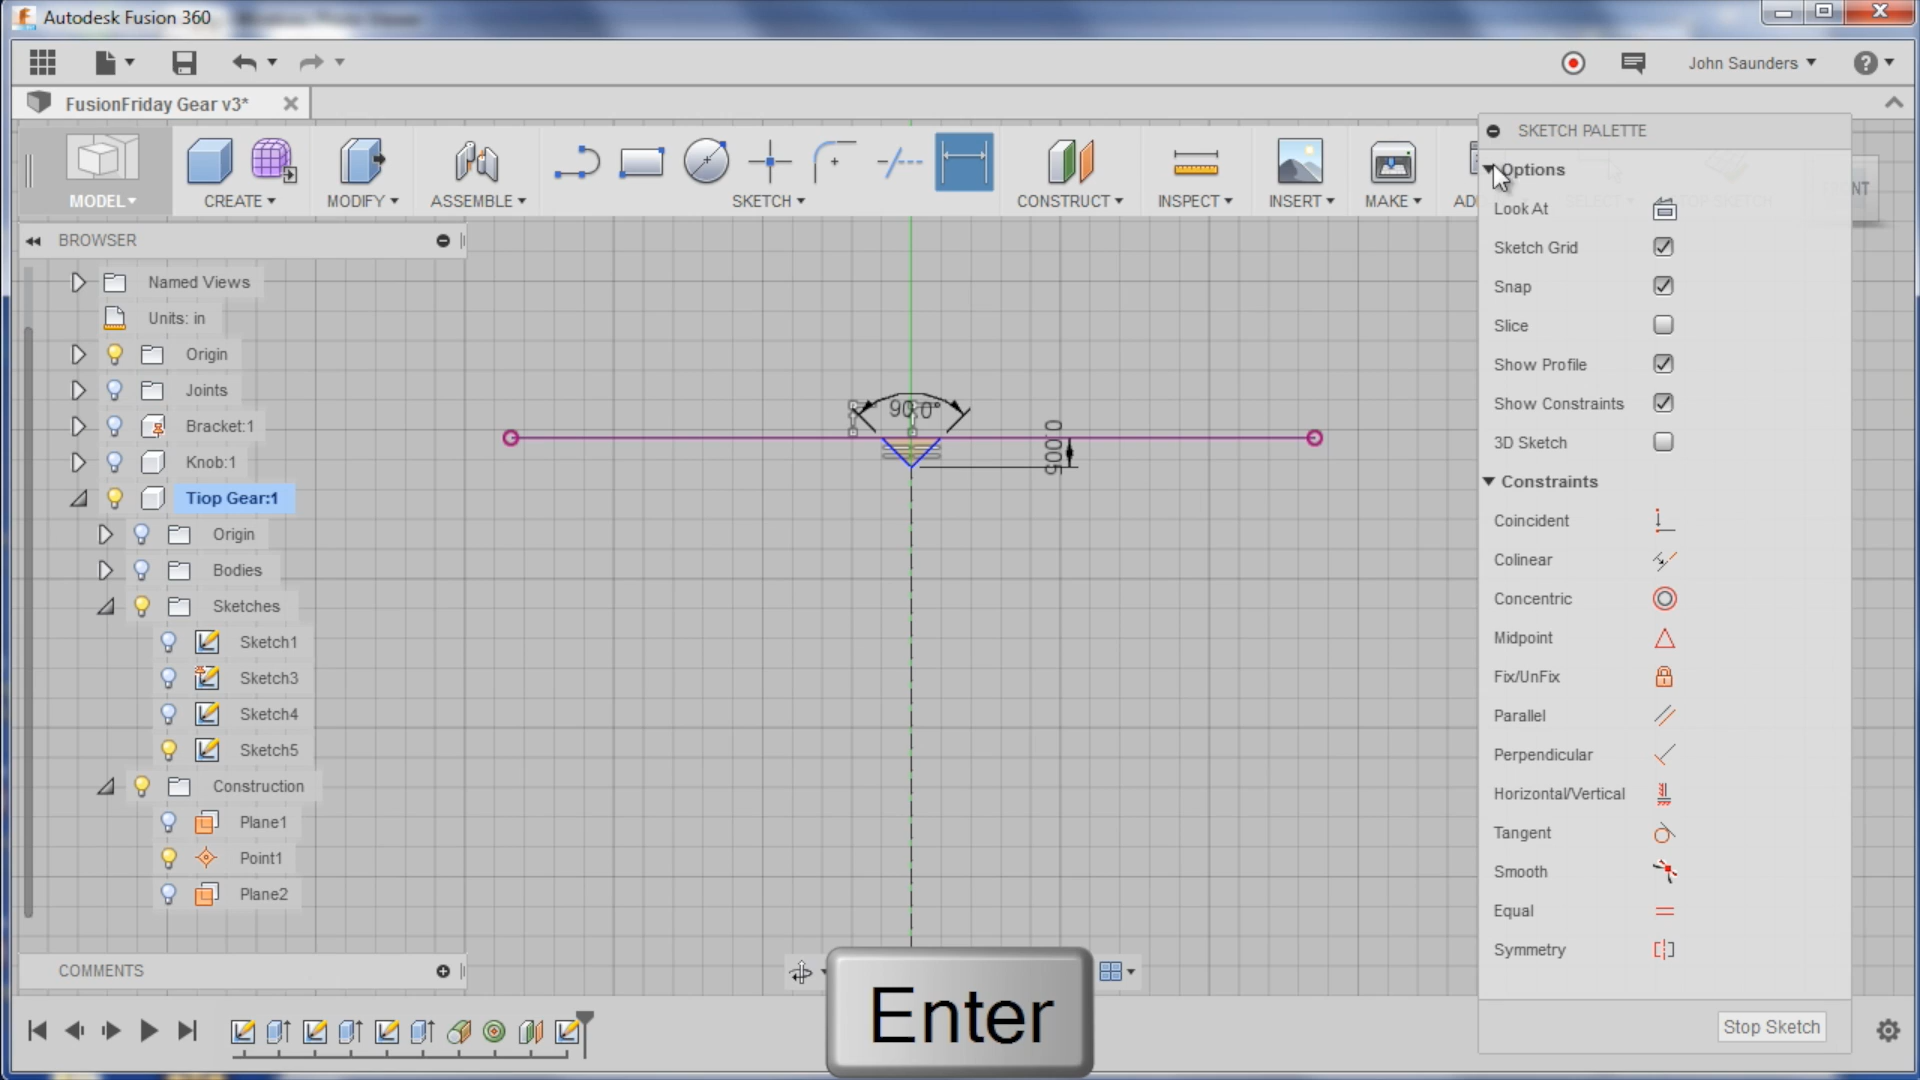 Autodesk Fusion 360
John Saunders
FusionFriday Gear v3*
MODEL
CREATE
MODIFY
ASSEMBLE
SKETCH
CONSTRUCT
INSPECT
INSERT
MAKE
SKETCH PALETTE
Options
Look At
Sketch Grid
Snap
Slice
Show Profile
Show Constraints
3D Sketch
Constraints
Coincident
Colinear
Concentric
Midpoint
Fix/UnFix
Parallel
Perpendicular
Horizontal/Vertical
Tangent
Smooth
Equal
Symmetry
Stop Sketch
BROWSER
Named Views
Units: in
Origin
Joints
Bracket:1
Knob:1
Tiop Gear:1
Origin
Bodies
Sketches
Sketch1
Sketch3
Sketch4
Sketch5
Construction
Plane1
Point1
Plane2
90.0°
0.005
COMMENTS
Enter